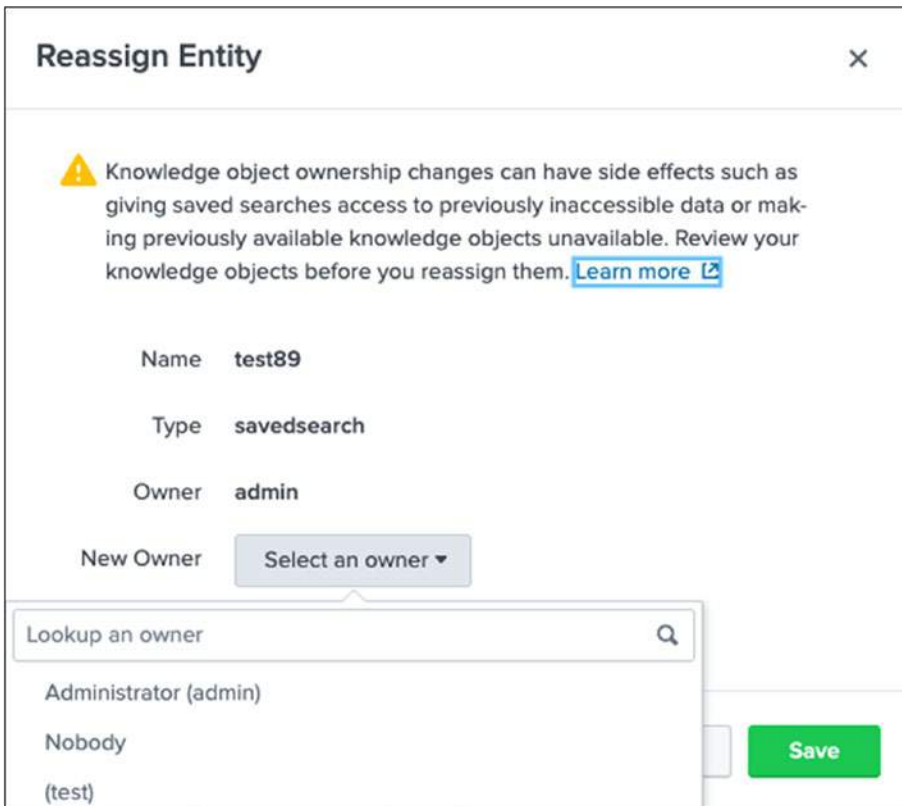 Reassign Entity
Knowledge object ownership changes can have side effects such as
giving saved searches access to previously inaccessible data or mak-
ing previously available knowledge objects unavailable. Review your
knowledge objects before you reassign them. Learn more
Name test89
Type savedsearch
Owner admin
New Owner Select an owner
Lookup an owner
Administrator (admin)
Nobody
(test)
Save